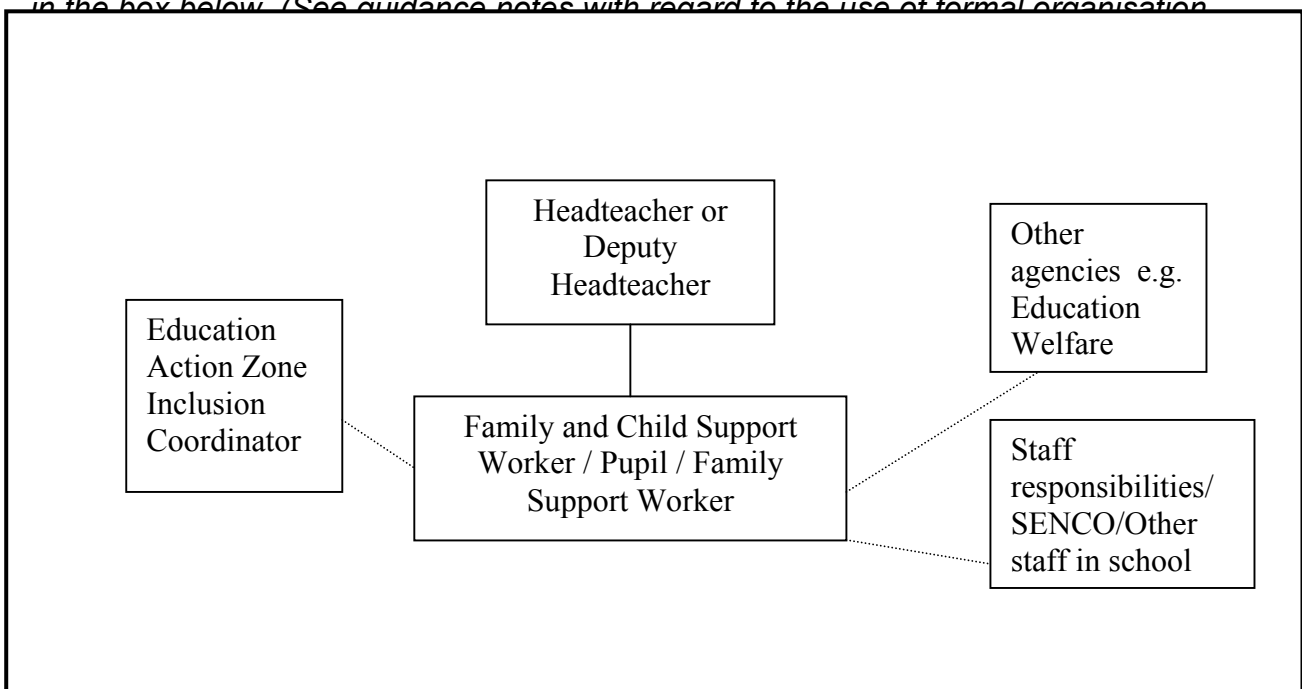 in the box below. (See guidance notes with regard to the use of formal organisation
Headteacher or
Deputy
Headteacher
Other
agencies e.g.
Education
Welfare
Education
Action Zone
Inclusion
Coordinator
Family and Child Support
Worker / Pupil / Family
Support Worker
Staff
responsibilities/
SENCO/Other
staff in school